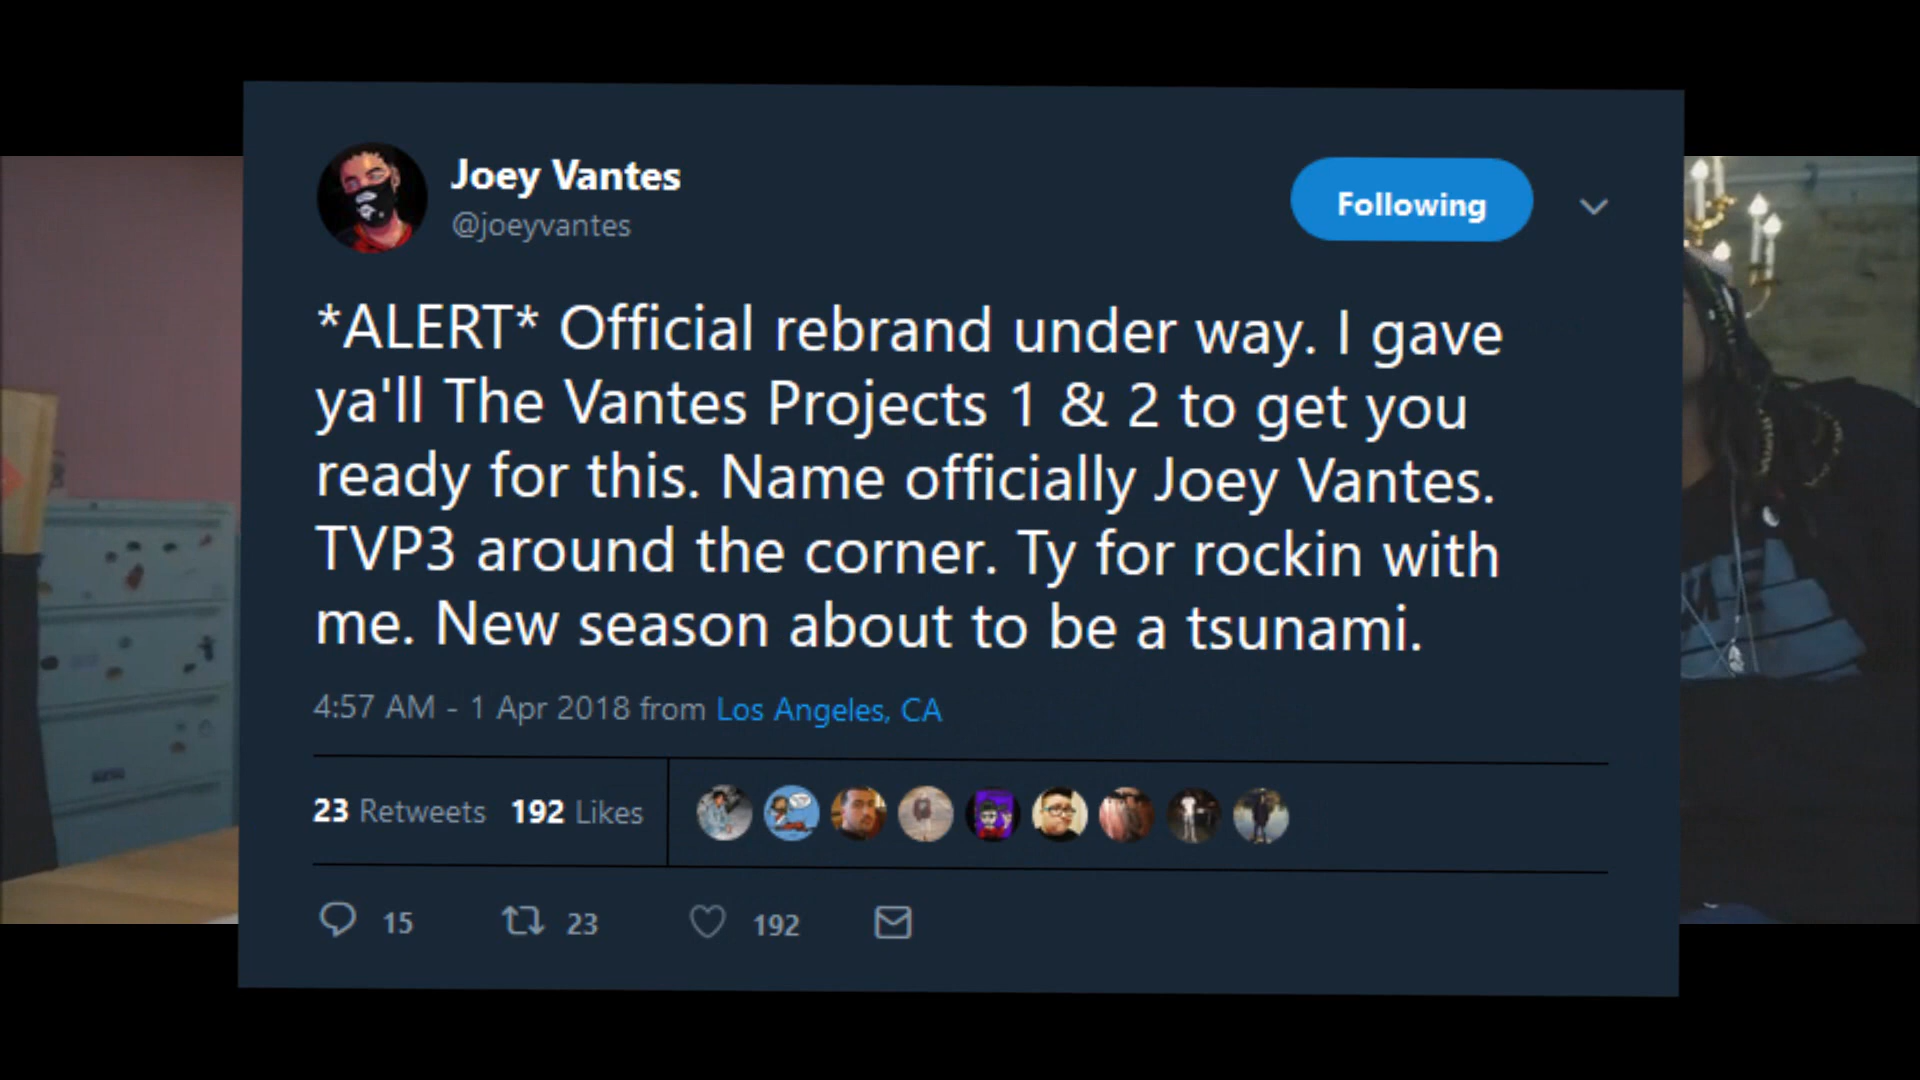 Joey Vantes
@joeyvantes
Following
*ALERT* Official rebrand under way. I gave
ya'll The Vantes Projects 1 & 2 to get you
ready for this. Name officially Joey Vantes.
TVP3 around the corner. Ty for rockin with
me. New season about to be a tsunami.
4:57 AM - 1 Apr 2018 from Los Angeles, CA
23 Retweets 192 Likes
15 23 192